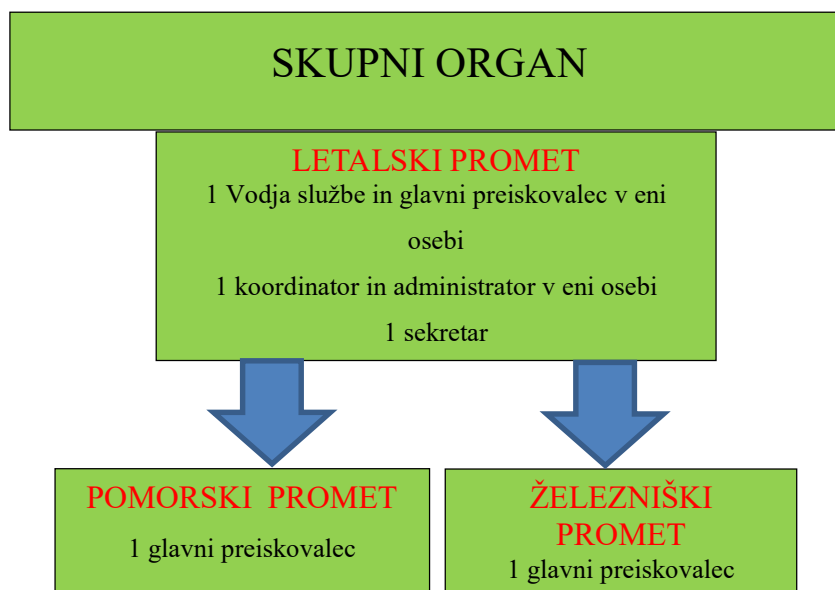 SKUPNI ORGAN
LETALSKI PROMET
1 Vodja službe in glavni preiskovalec v eni
osebi
1 koordinator in administrator v eni osebi
1 sekretar
POMORSKI PROMET
1 glavni preiskovalec
ŽELEZNIŠKI
PROMET
1 glavni preiskovalec